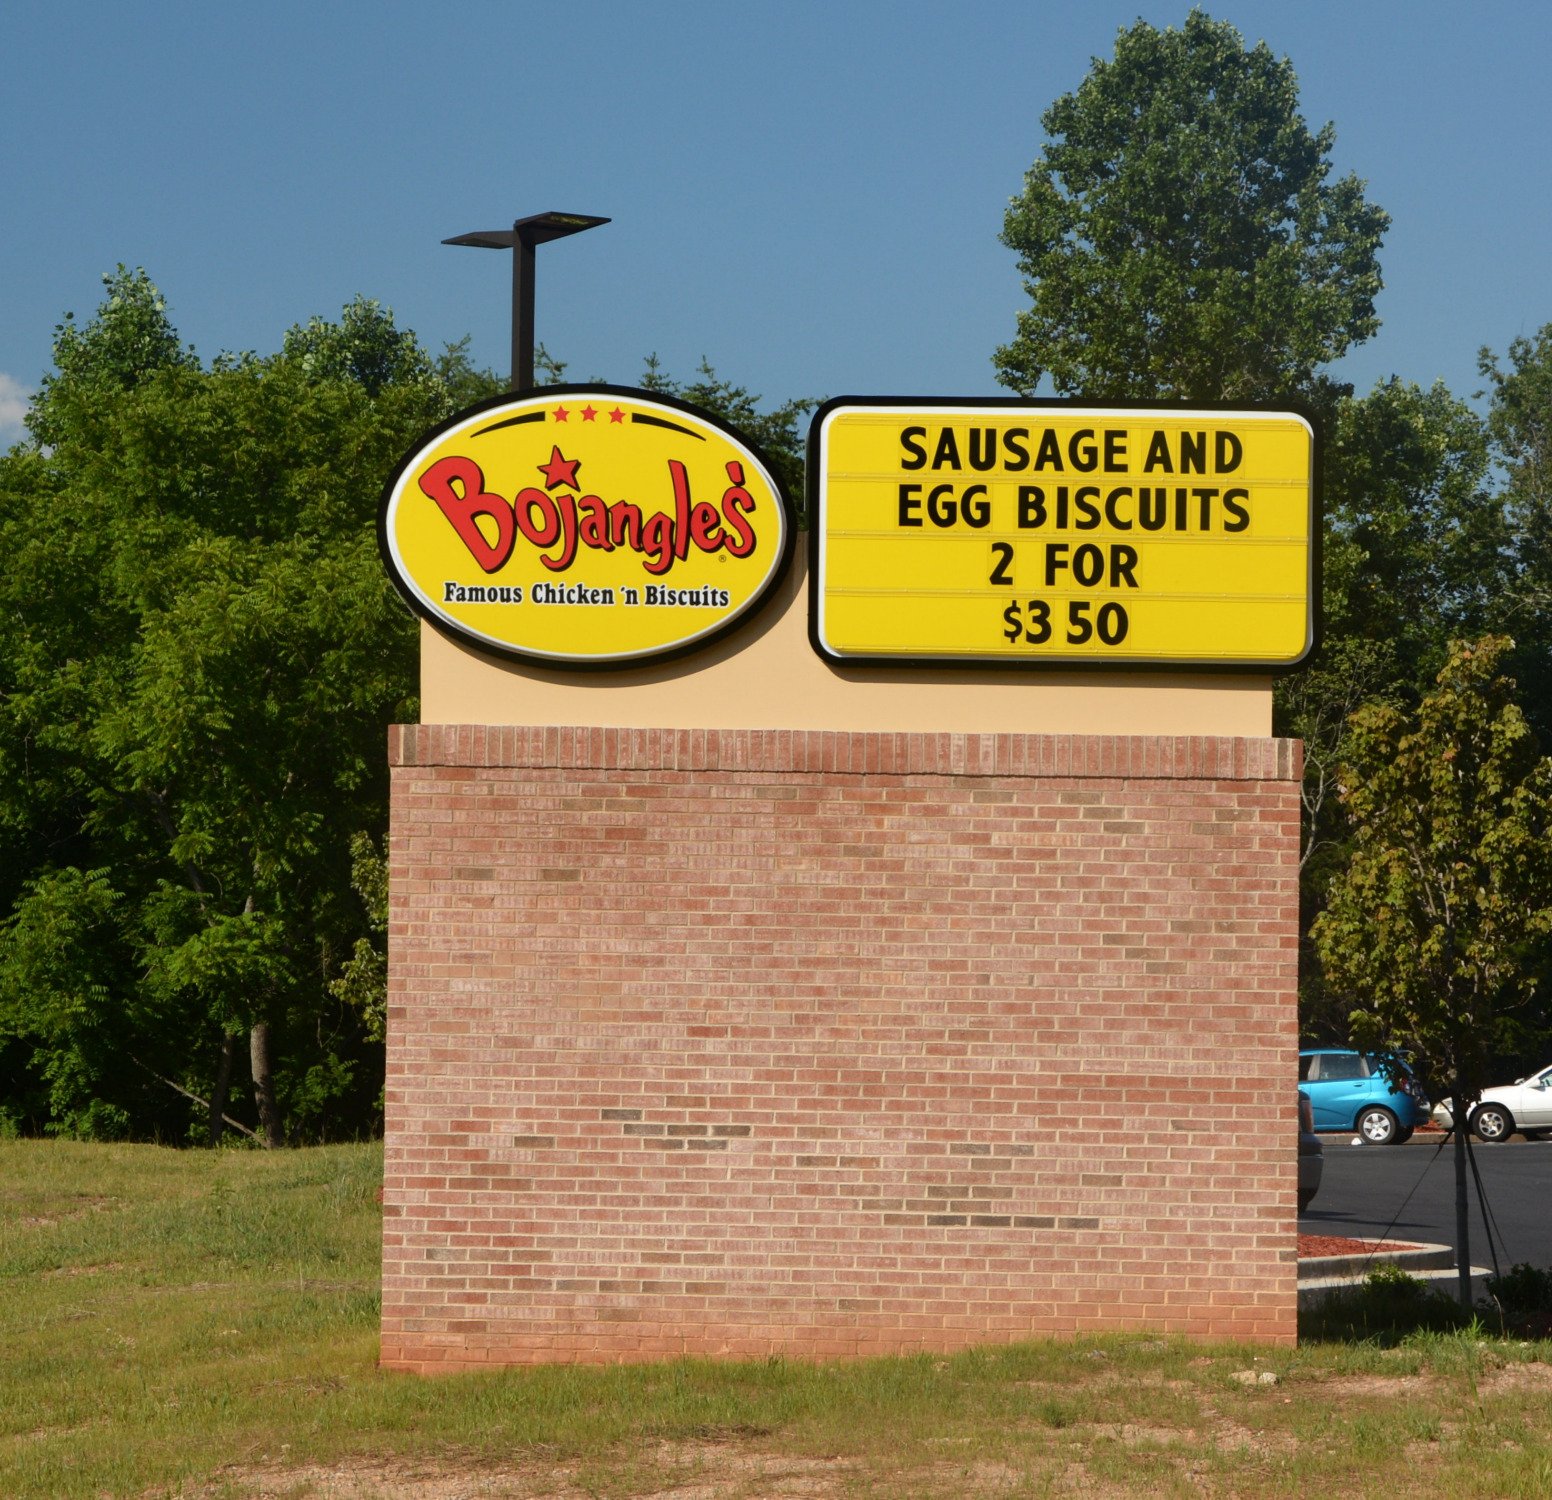 Bojangles'
Famous Chicken 'n Biscuits
SAUSAGE AND
EGG BISCUITS
2 FOR
$3 50